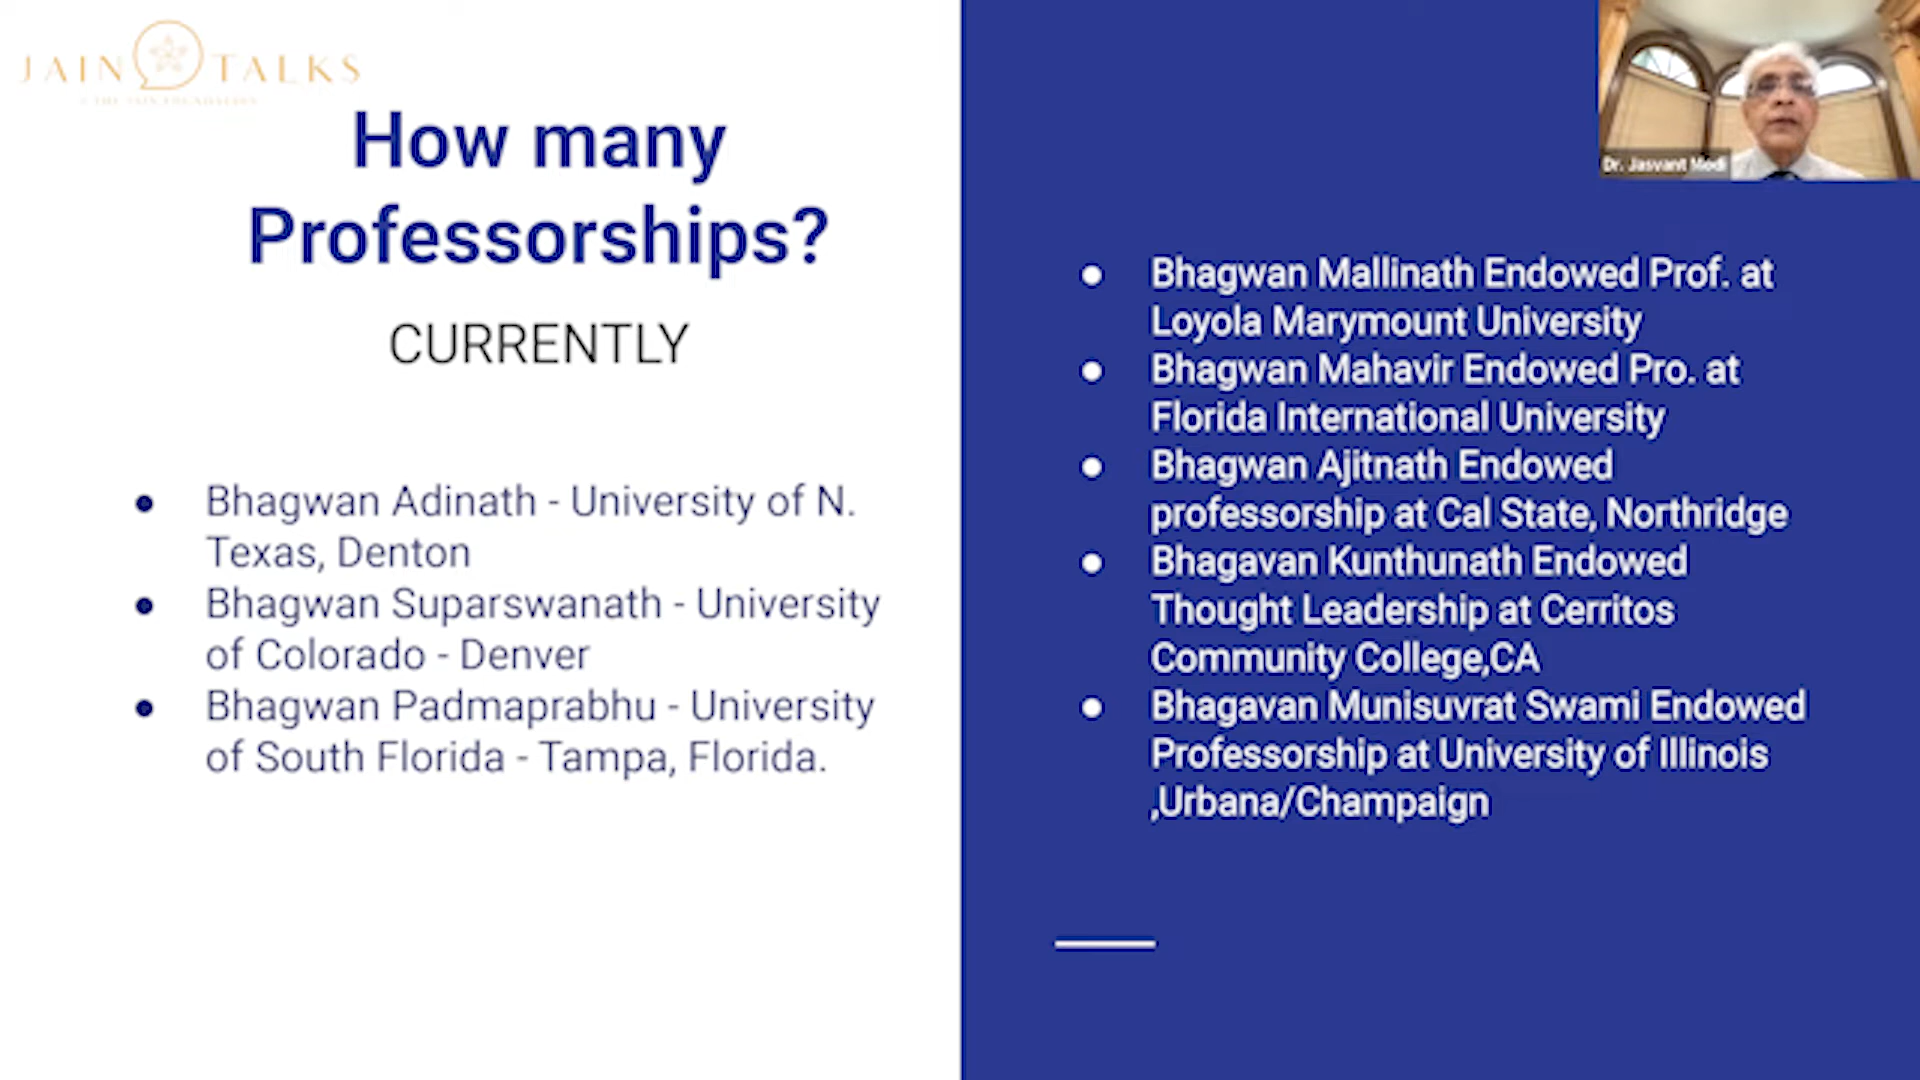 JAIN TALKS
How many
Professorships?
CURRENTLY
● Bhagwan Adinath - University of N.
Texas, Denton
● Bhagwan Suparswanath - University
of Colorado - Denver
● Bhagwan Padmaprabhu - University
of South Florida - Tampa, Florida.
Dr. Jasvant Modi
● Bhagwan Mallinath Endowed Prof. at
Loyola Marymount University
● Bhagwan Mahavir Endowed Pro. at
Florida International University
● Bhagwan Ajitnath Endowed
professorship at Cal State, Northridge
● Bhagavan Kunthunath Endowed
Thought Leadership at Cerritos
Community College,CA
● Bhagavan Munisuvrat Swami Endowed
Professorship at University of Illinois
,Urbana/Champaign